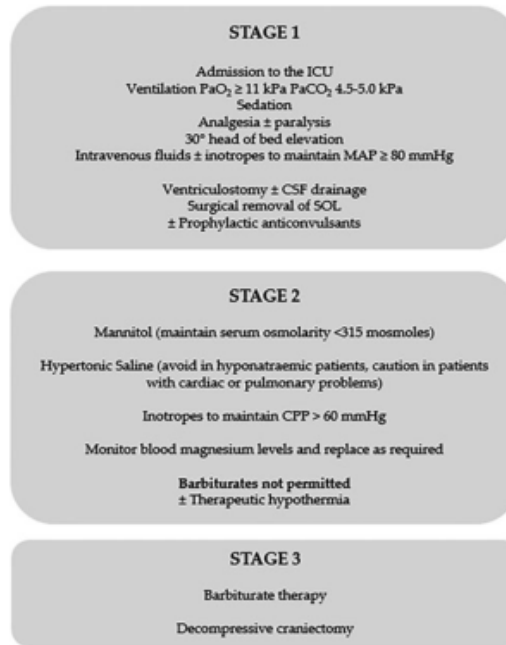 STAGE 1
Admission to the ICU
Ventilation PaO₂ ≥ 11 kPa PaCO₂ 4.5-5.0 kPa
Sedation
Analgesia ± paralysis
30° head of bed elevation
Intravenous fluids ± inotropes to maintain MAP ≥ 80 mmHg
Ventriculostomy ± CSF drainage
Surgical removal of SOL
± Prophylactic anticonvulsants
STAGE 2
Mannitol (maintain serum osmolarity <315 mosmoles)
Hypertonic Saline (avoid in hyponatraemic patients, caution in patients
with cardiac or pulmonary problems)
Inotropes to maintain CPP > 60 mmHg
Monitor blood magnesium levels and replace as required
Barbiturates not permitted
± Therapeutic hypothermia
STAGE 3
Barbiturate therapy
Decompressive craniectomy